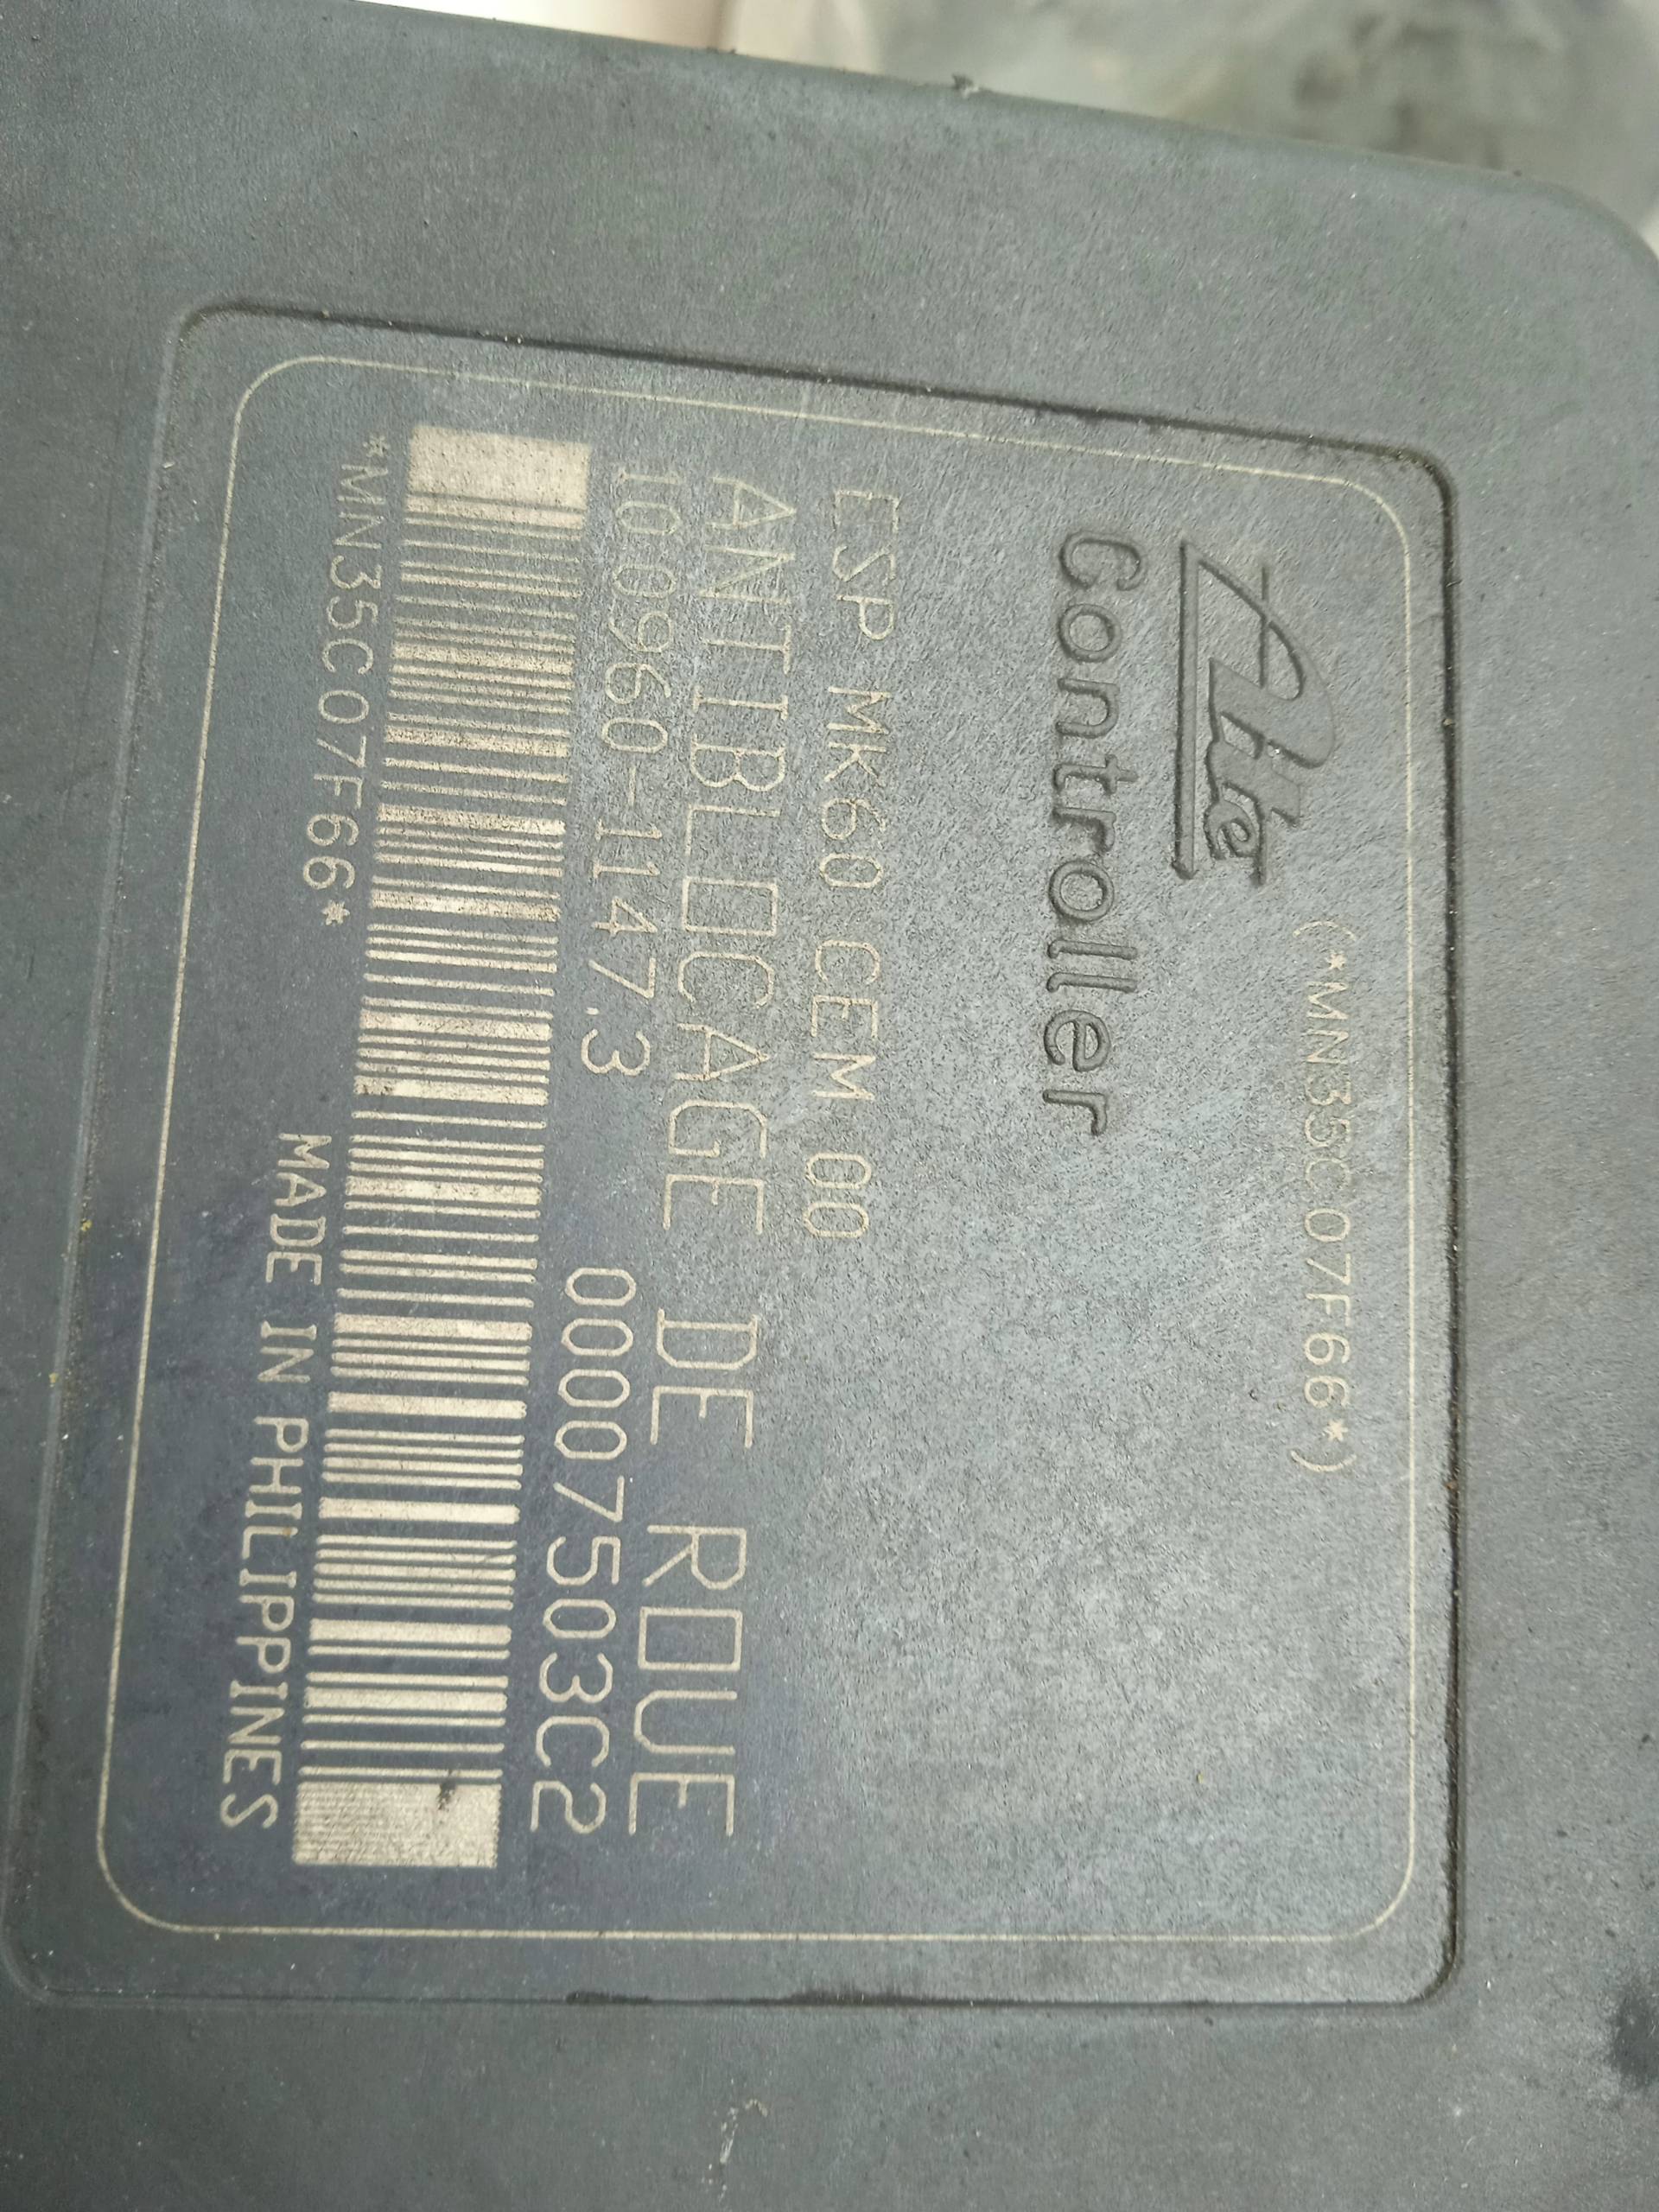 (*MN35C07F66*)
Ate
Controller
ESP MK60 CEM 00
ANTIBLOCAGE DE ROUE
10.0960-1147.3 00007503C2
*MN35C07F66*
MADE IN PHILIPPINES